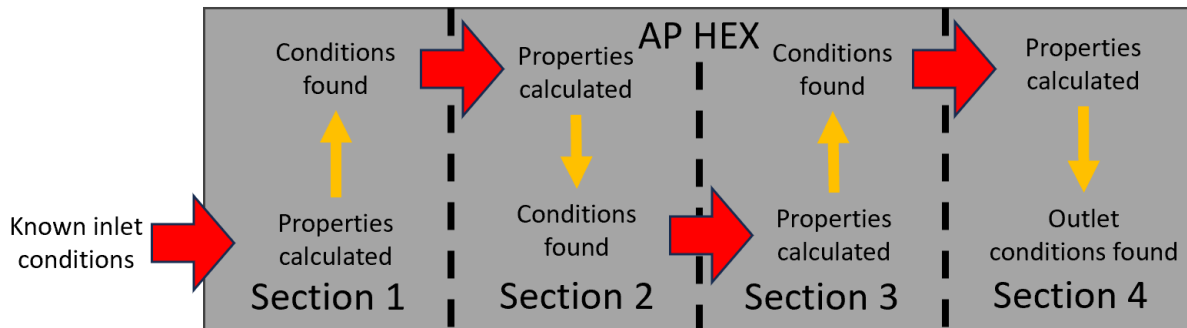 AP HEX
Known inlet
conditions
Properties
calculated
Conditions
found
Section 1
Properties
calculated
Conditions
found
Section 2
Properties
calculated
Conditions
found
Section 3
Properties
calculated
Outlet
conditions found
Section 4